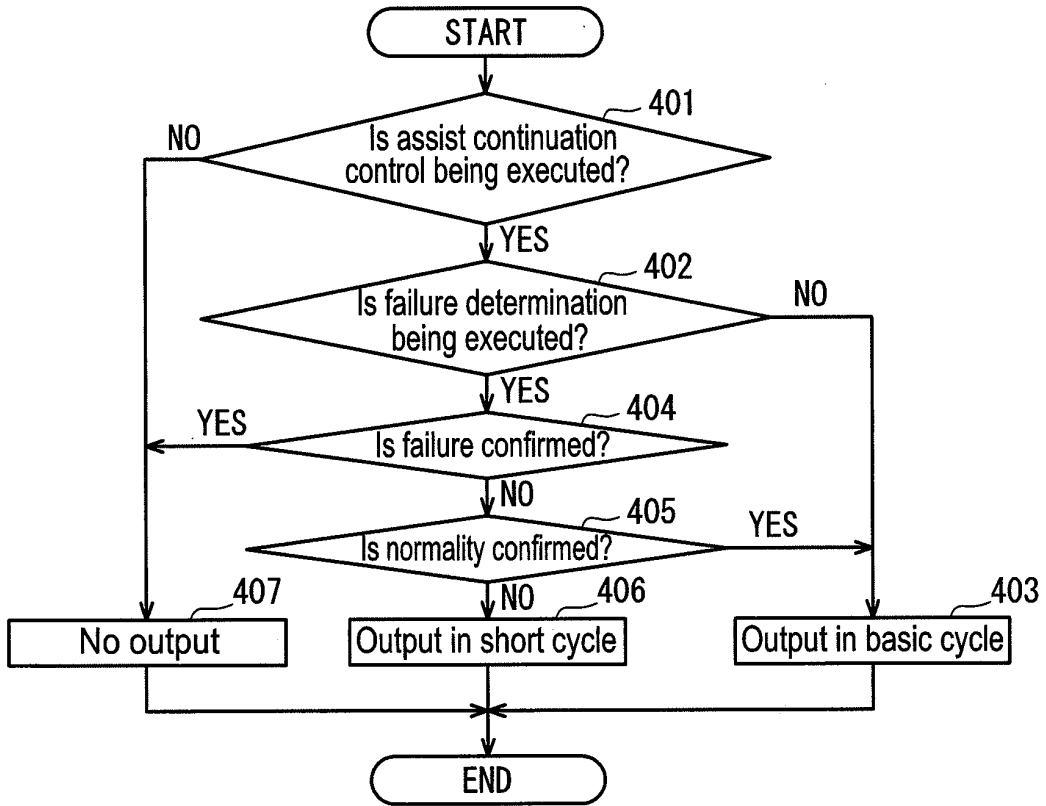 START
401
Is assist continuation
control being executed?
NO
YES
402
Is failure determination
being executed?
NO
YES
404
Is failure confirmed?
YES
NO
405
Is normality confirmed?
YES
NO
407
No output
406
Output in short cycle
403
Output in basic cycle
END